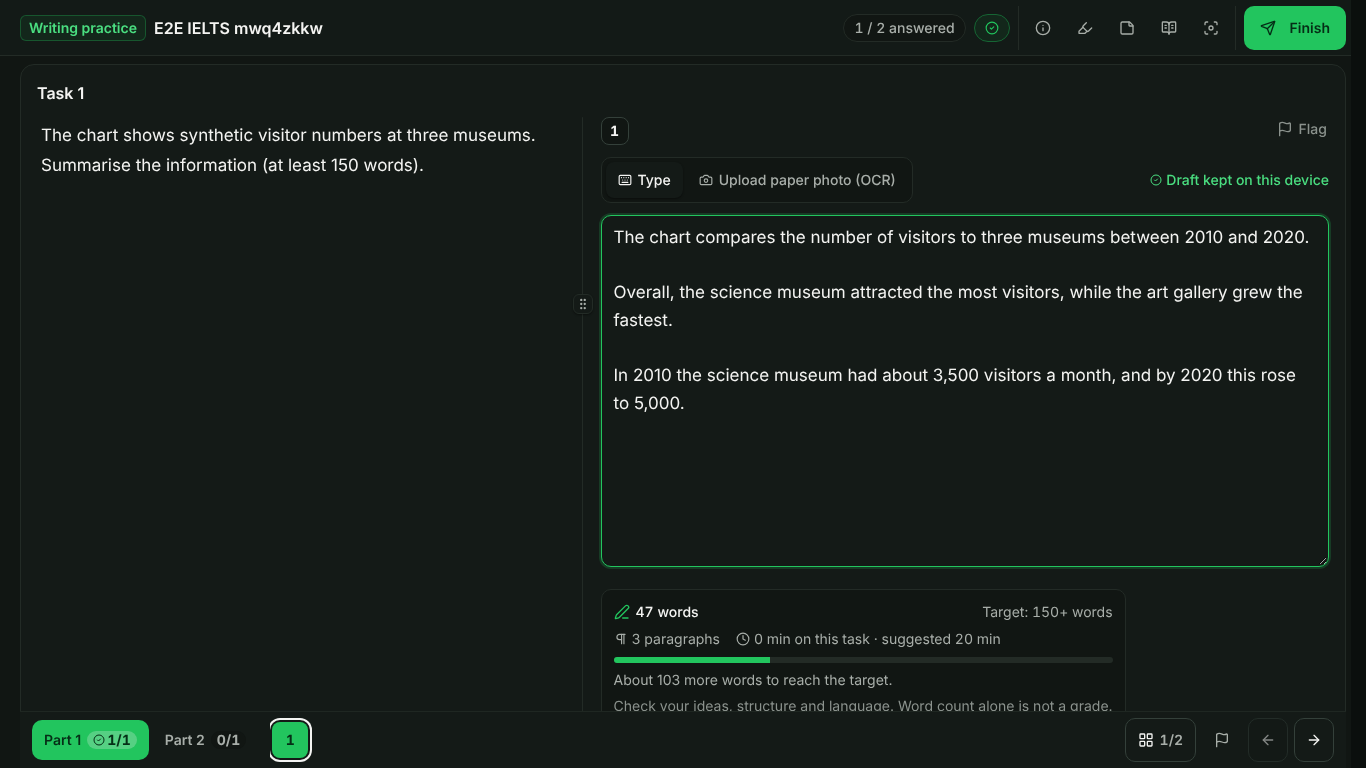 Writing practice E2E IELTS mwq4zkkw 1 / 2 answered Finish
Task 1
The chart shows synthetic visitor numbers at three museums.
Summarise the information (at least 150 words).
1 Flag
Type Upload paper photo (OCR) Draft kept on this device
The chart compares the number of visitors to three museums between 2010 and 2020.
Overall, the science museum attracted the most visitors, while the art gallery grew the
fastest.
In 2010 the science museum had about 3,500 visitors a month, and by 2020 this rose
to 5,000.
47 words Target: 150+ words
3 paragraphs 0 min on this task · suggested 20 min
About 103 more words to reach the target.
Check your ideas, structure and language. Word count alone is not a grade.
Part 1 1/1 Part 2 0/1 1 1/2